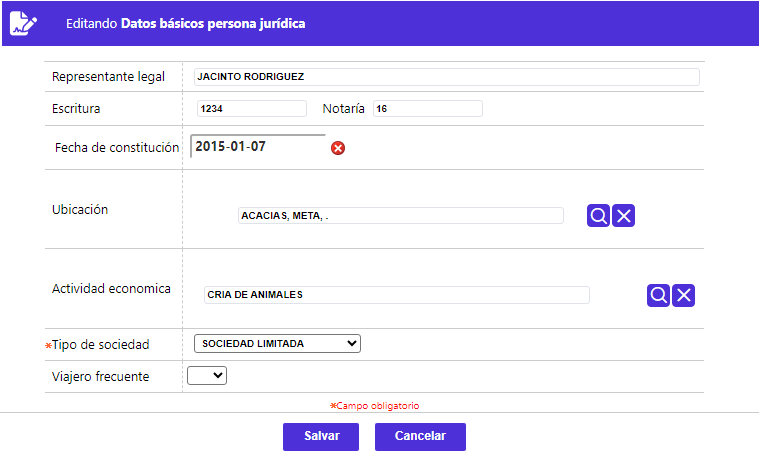 Editando Datos básicos persona jurídica
Representante legal JACINTO RODRIGUEZ
Escritura 1234 Notaría 16
Fecha de constitución 2015-01-07
Ubicación ACACIAS, META, .
Actividad economica CRIA DE ANIMALES
*Tipo de sociedad SOCIEDAD LIMITADA
Viajero frecuente
*Campo obligatorio
Salvar Cancelar